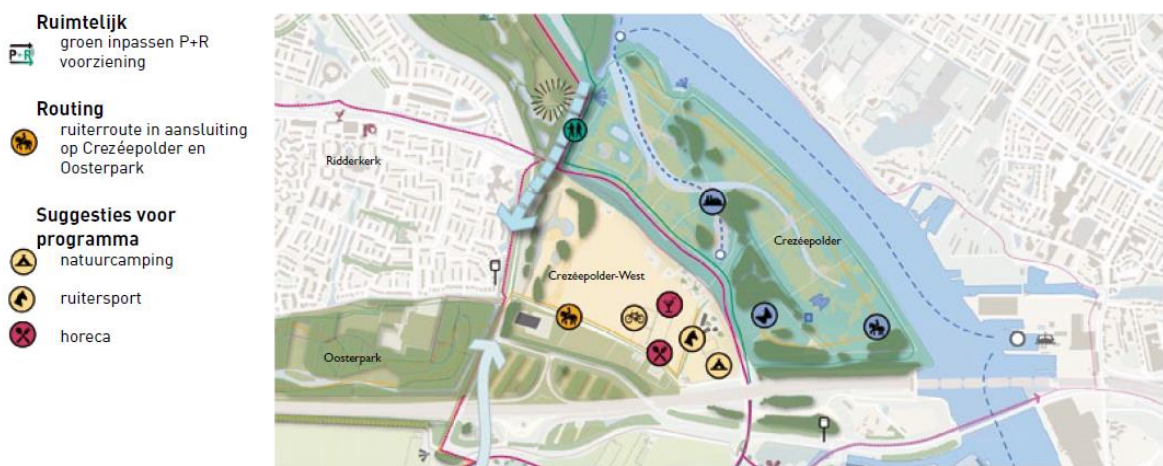 Ruimtelijk
P+R
groen inpassen P+R
voorziening
Routing
ruiterroute in aansluiting
op Crezéepolder en
Oosterpark
Suggesties voor
programma
natuurcamping
ruitersport
horeca
Ridderkerk
Crezéepolder
Crezéepolder-West
Oosterpark